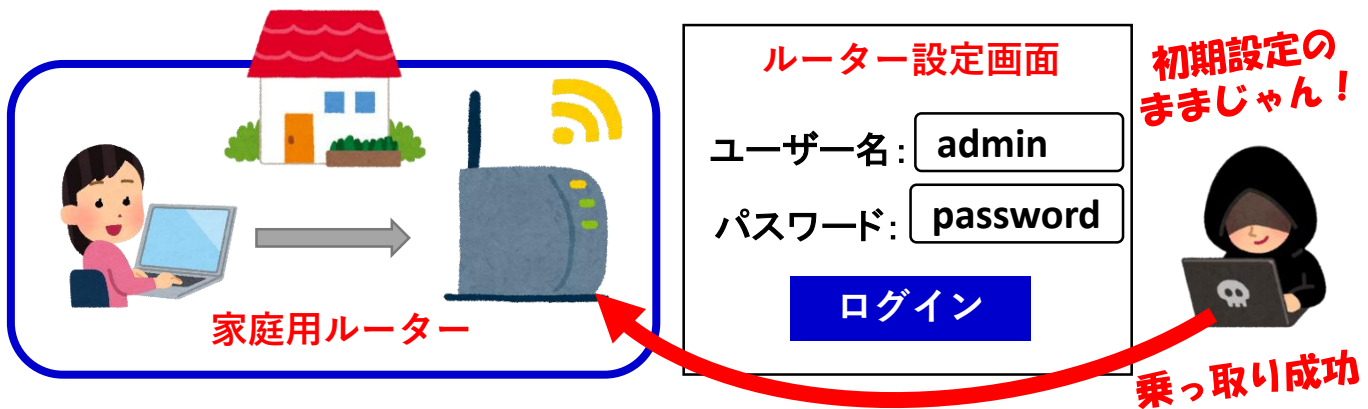 家庭用ルーター
ルーター設定画面
ユーザー名: admin
パスワード: password
ログイン
初期設定の
ままじゃん!
乗っ取り成功